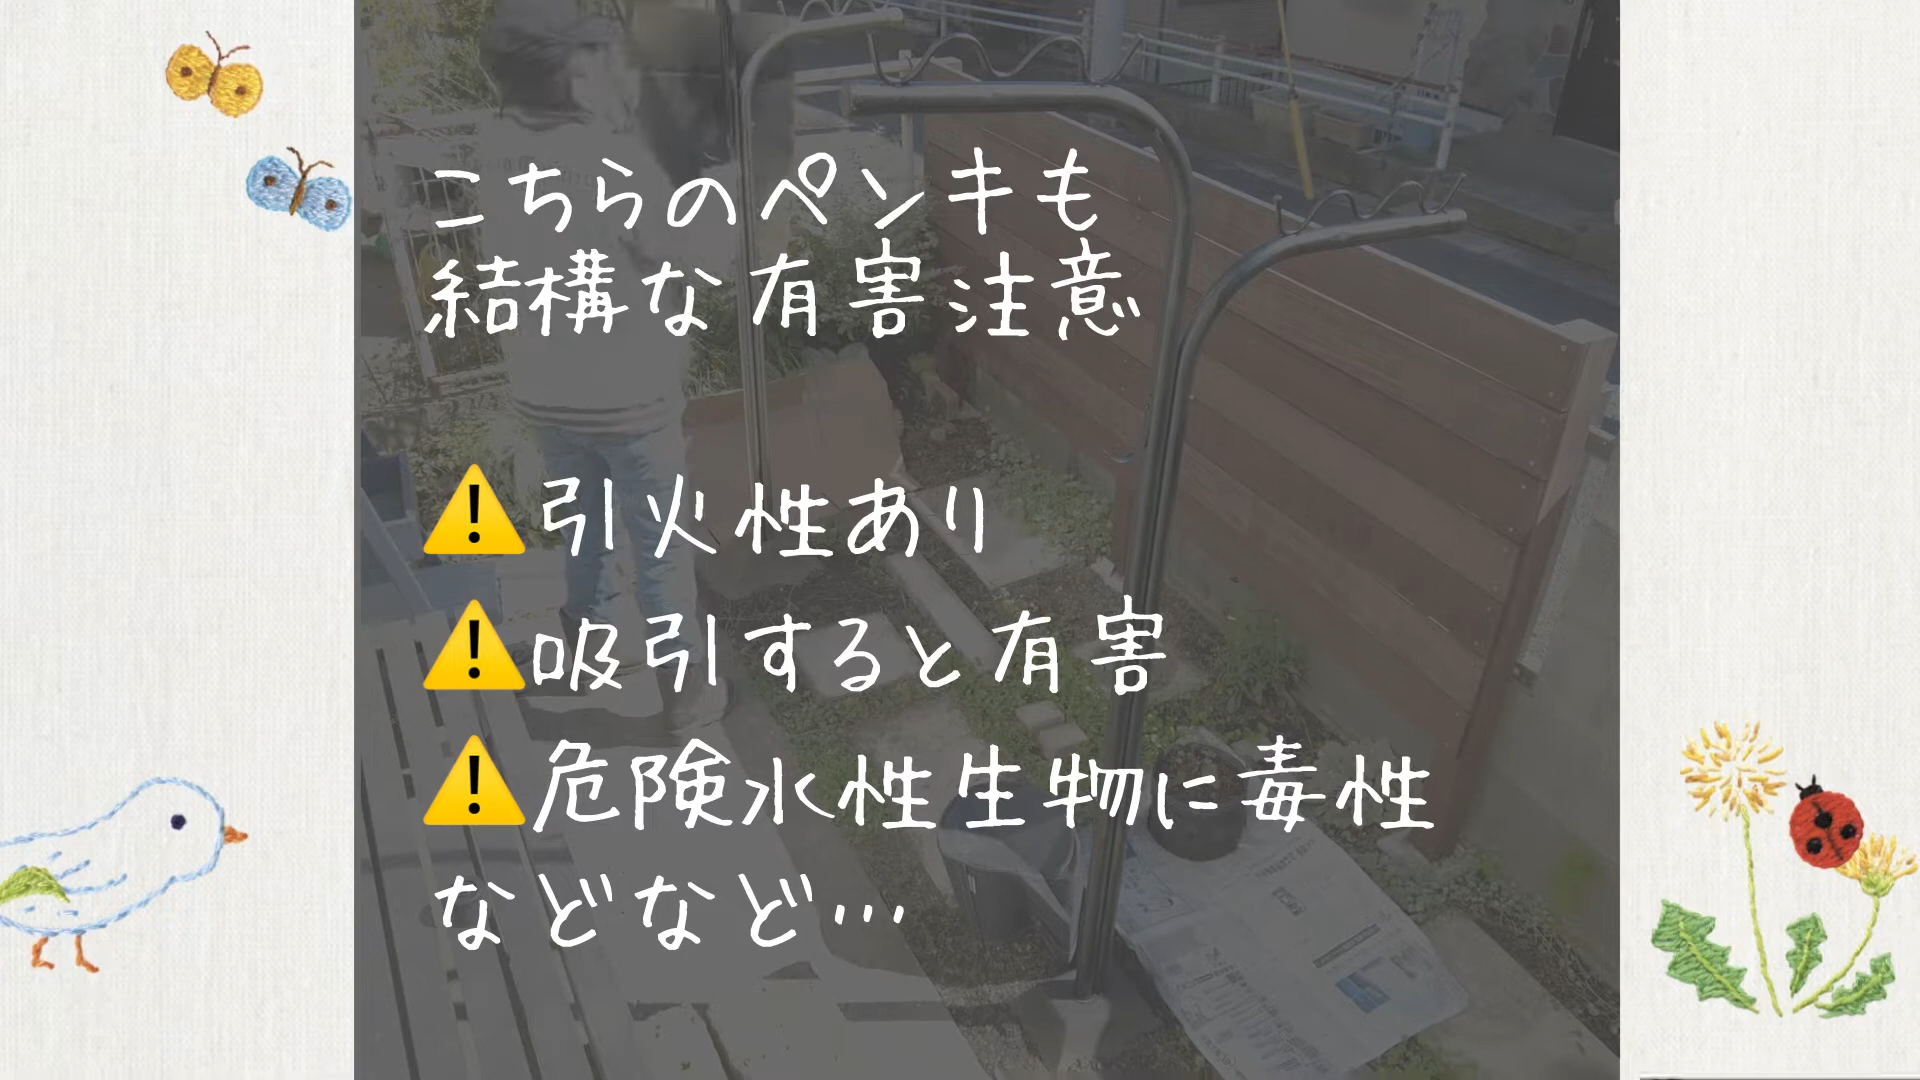 こちらのペンキも
結構な有害注意
⚠️引火性あり
⚠️吸引すると有害
⚠️危険水性生物に毒性
などなど…